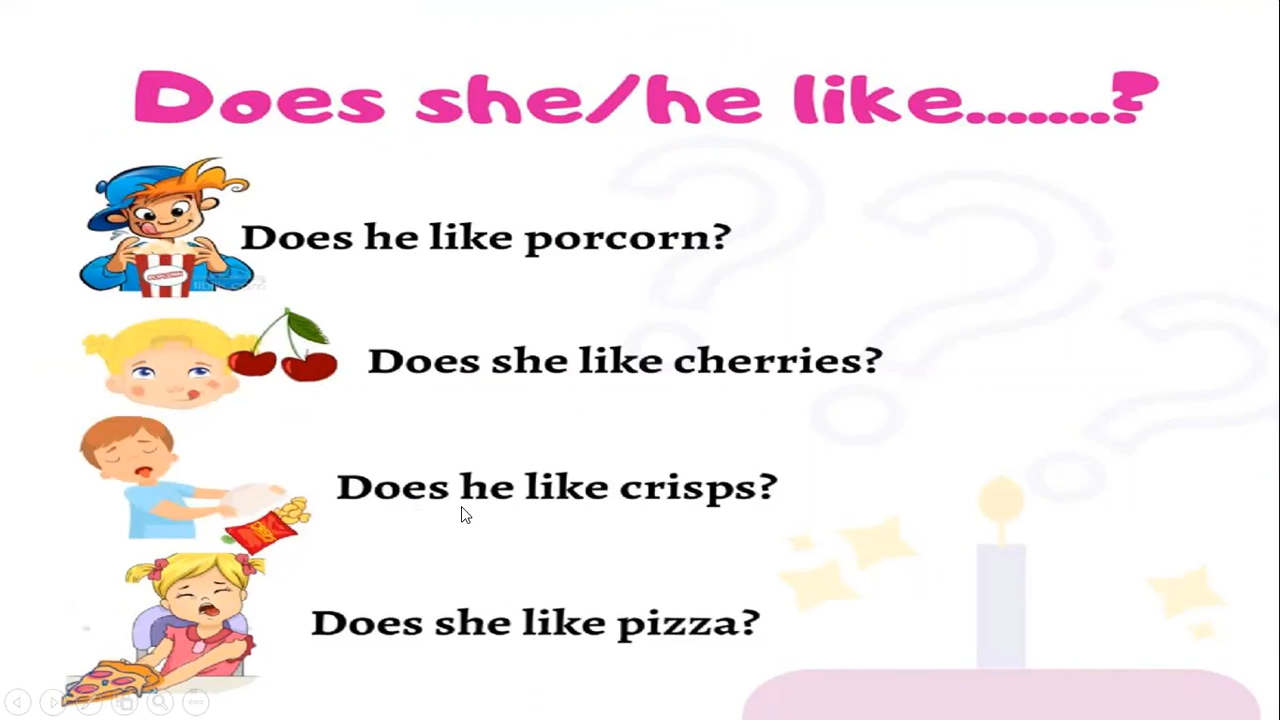 Does she/he like........?
Does he like porcorn?
Does she like cherries?
Does he like crisps?
Does she like pizza?